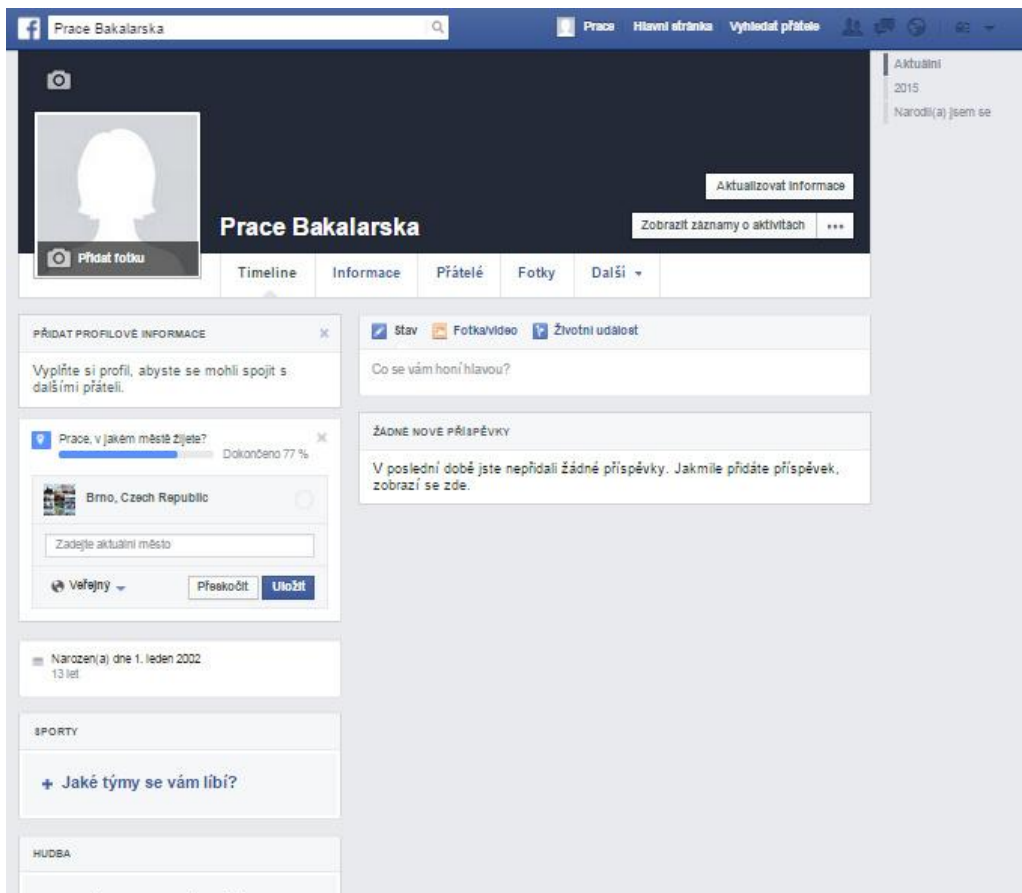 f
Prace Bakalarska
Prace Hlavní stránka Vyhledat přátele
Aktuální
2015
Narodil(a) jsem se
Aktualizovat informace
Prace Bakalarska
Zobrazit záznamy o aktivitách ...
Přidat fotku
Timeline Informace Přátelé Fotky Další
PŘIDAT PROFILOVÉ INFORMACE
Vyplňte si profil, abyste se mohli spojit s
dalšími přáteli.
Prace, v jakém městě žijete?
Dokončeno 77 %
Brno, Czech Republic
Zadejte aktuální město
Veřejný Přeskočit Uložit
Narozen(a) dne 1. leden 2002
13 let
SPORTY
+ Jaké týmy se vám líbí?
HUDBA
Stav Fotka/video Životní událost
Co se vám honí hlavou?
ŽÁDNÉ NOVÉ PŘÍSPĚVKY
V poslední době jste nepřidali žádné příspěvky. Jakmile přidáte příspěvek,
zobrazí se zde.